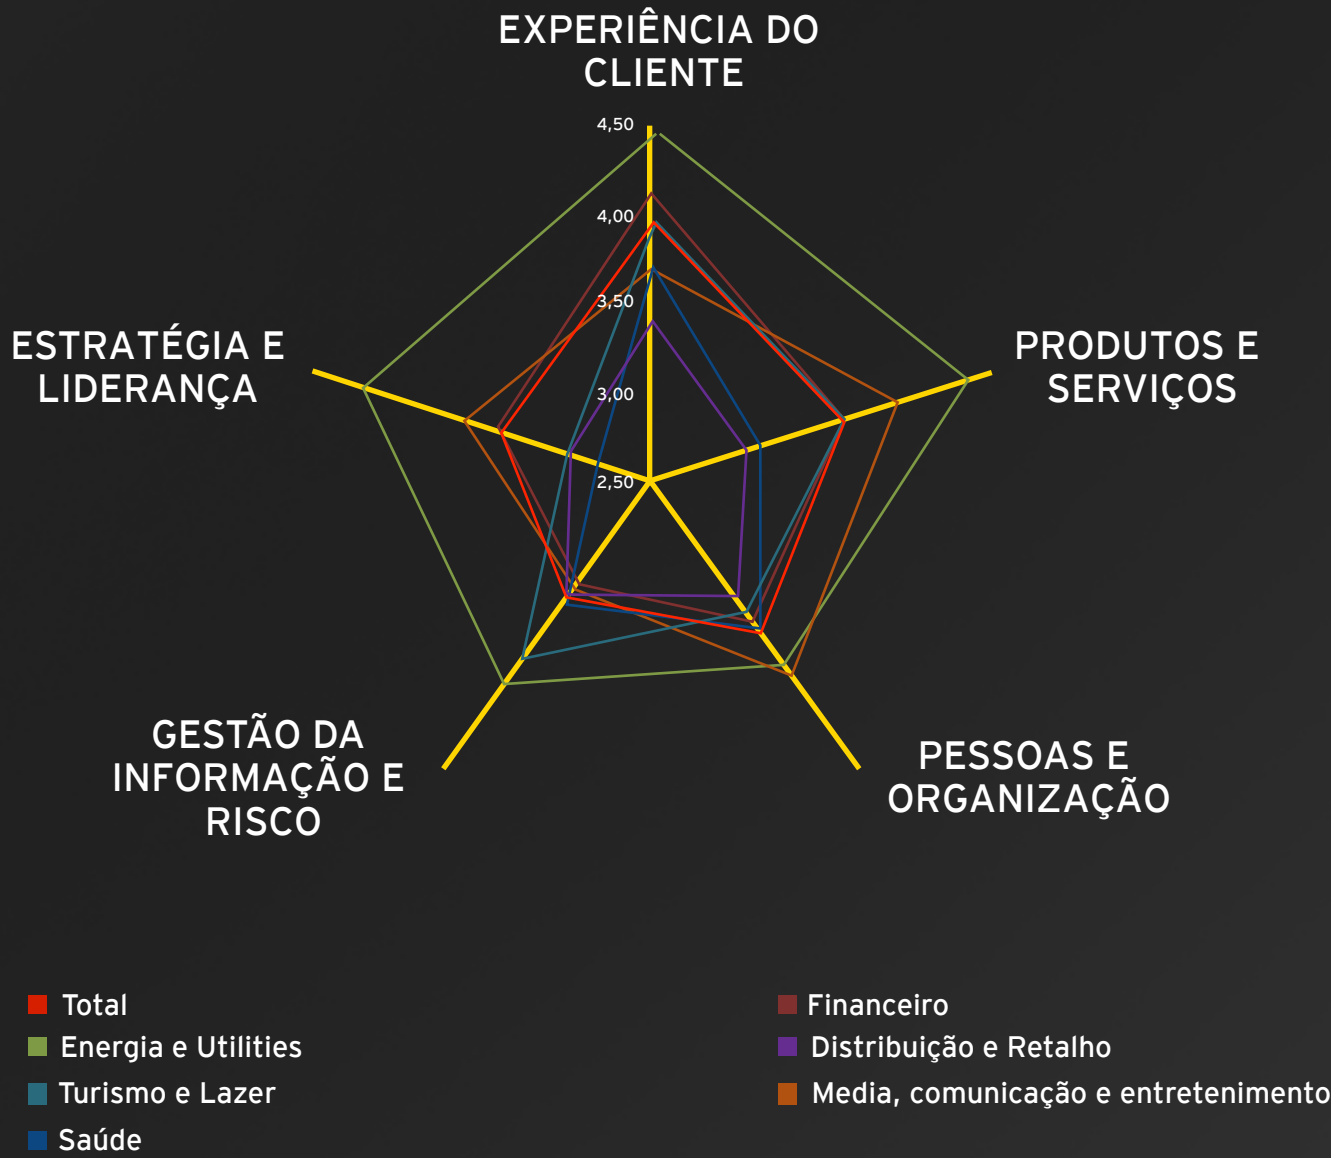 EXPERIÊNCIA DO
CLIENTE
4,50
4,00
3,50
3,00
2,50
ESTRATÉGIA E
LIDERANÇA
PRODUTOS E
SERVIÇOS
GESTÃO DA
INFORMAÇÃO E
RISCO
PESSOAS E
ORGANIZAÇÃO
Total
Energia e Utilities
Turismo e Lazer
Saúde
Financeiro
Distribuição e Retalho
Media, comunicação e entretenimento